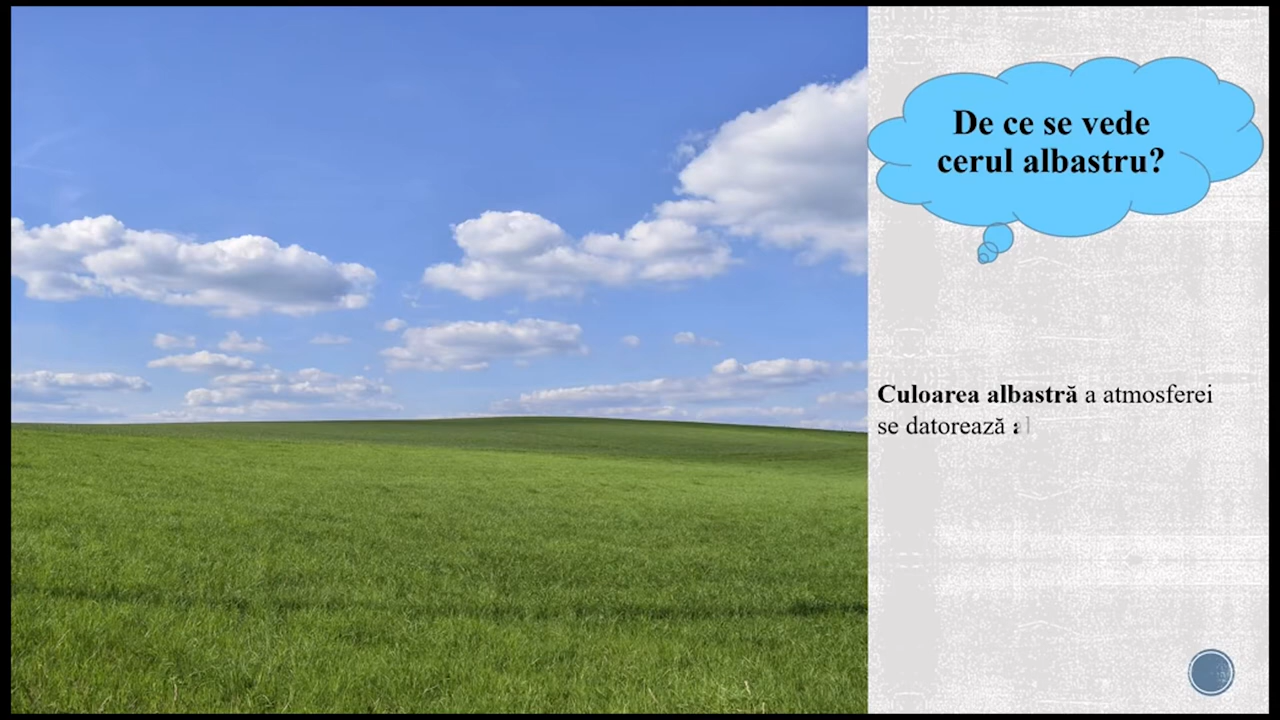 De ce se vede
cerul albastru?
Culoarea albastră a atmosferei
se datorează